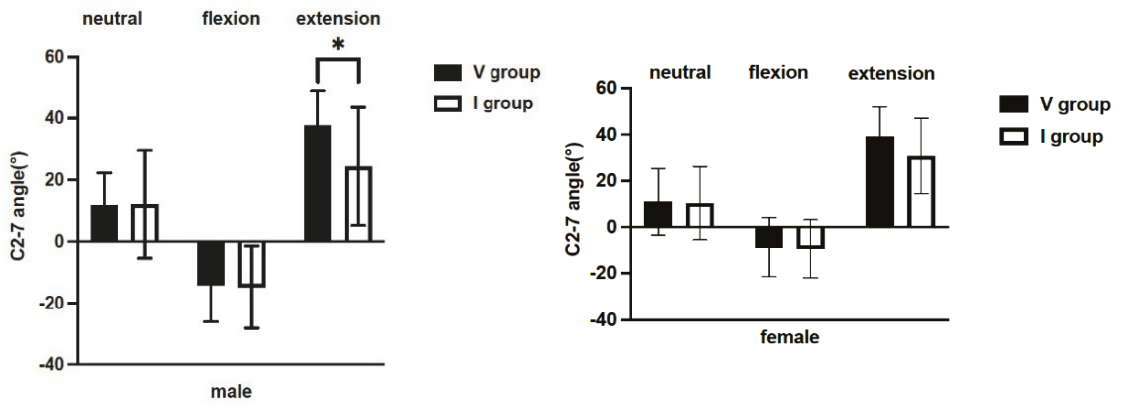 neutral flexion extension
*
60
40
20
0
-20
-40
C2-7 angle(°)
male
V group
I group
neutral flexion extension
60
40
20
0
-20
-40
C2-7 angle(°)
female
V group
I group